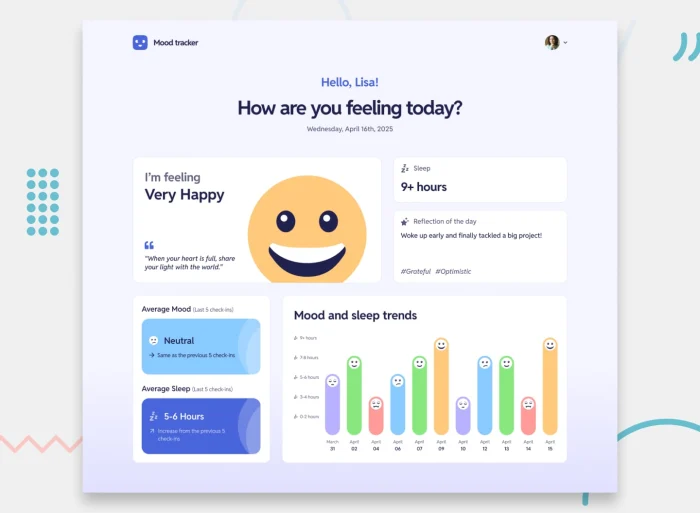 Mood tracker
Hello, Lisa!
How are you feeling today?
Wednesday, April 16th, 2025
I'm feeling
Very Happy
"When your heart is full, share
your light with the world."
Sleep
9+ hours
Reflection of the day
Woke up early and finally tackled a big project!
#Grateful #Optimistic
Average Mood (Last 5 check-ins)
Neutral
Same as the previous 5 check-ins
Average Sleep (Last 5 check-ins)
5-6 Hours
Increase from the previous 5
check-ins
Mood and sleep trends
9+ hours
7-8 hours
5-6 hours
3-4 hours
0-2 hours
March April April April April April April April April April April
31 02 04 06 07 09 10 12 13 14 15